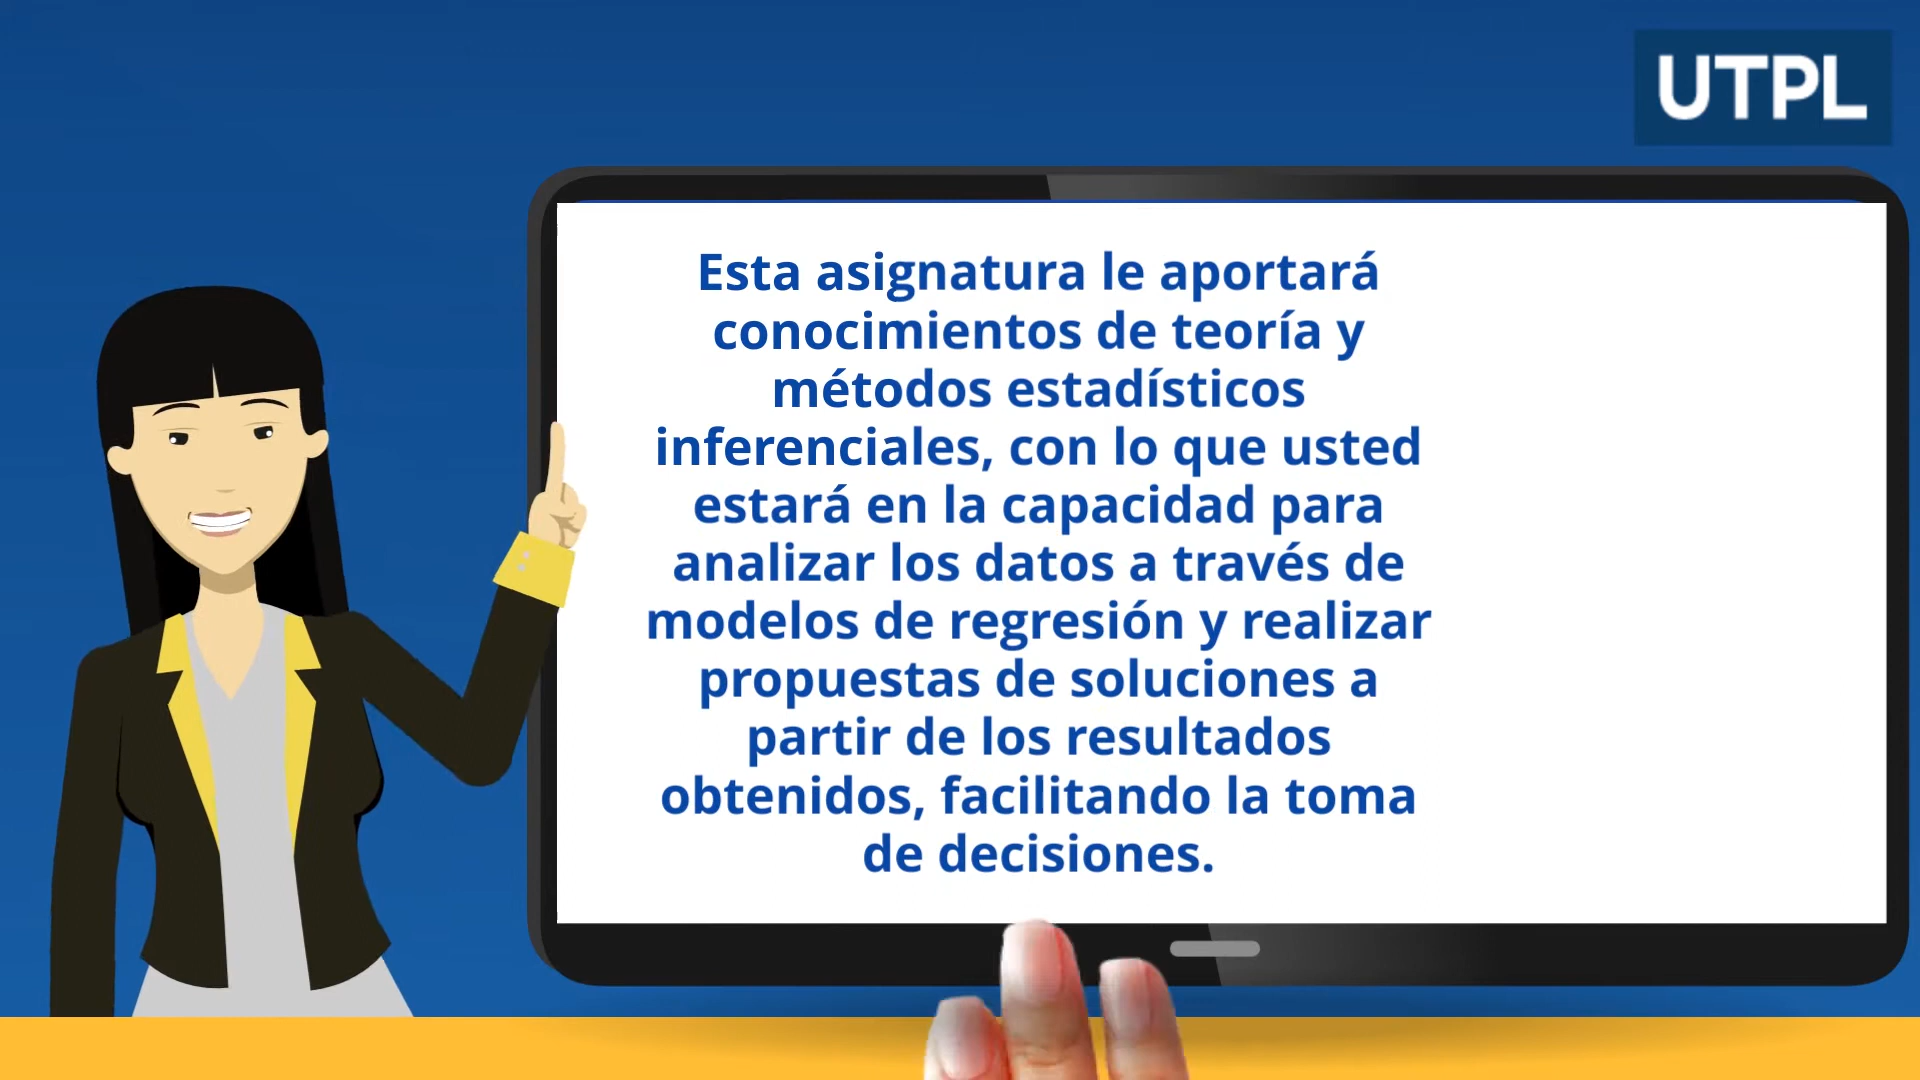 UTPL
Esta asignatura le aportará
conocimientos de teoría y
métodos estadísticos
inferenciales, con lo que usted
estará en la capacidad para
analizar los datos a través de
modelos de regresión y realizar
propuestas de soluciones a
partir de los resultados
obtenidos, facilitando la toma
de decisiones.